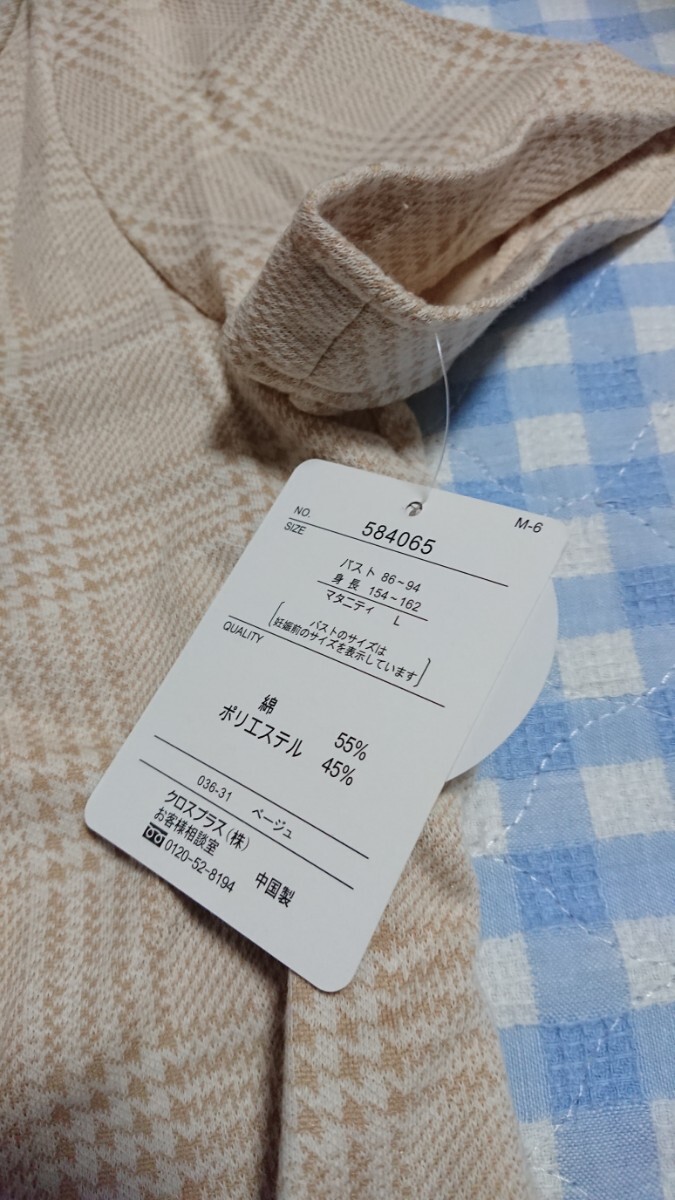 NO. 584065 M-6
SIZE
バスト 86~94
身長 154~162
マタニティ L
バストのサイズは
妊娠前のサイズを表示しています
QUALITY
綿 55%
ポリエステル 45%
036-31 ベージュ
クロスプラス(株)
お客様相談室
0120-52-8194 中国製